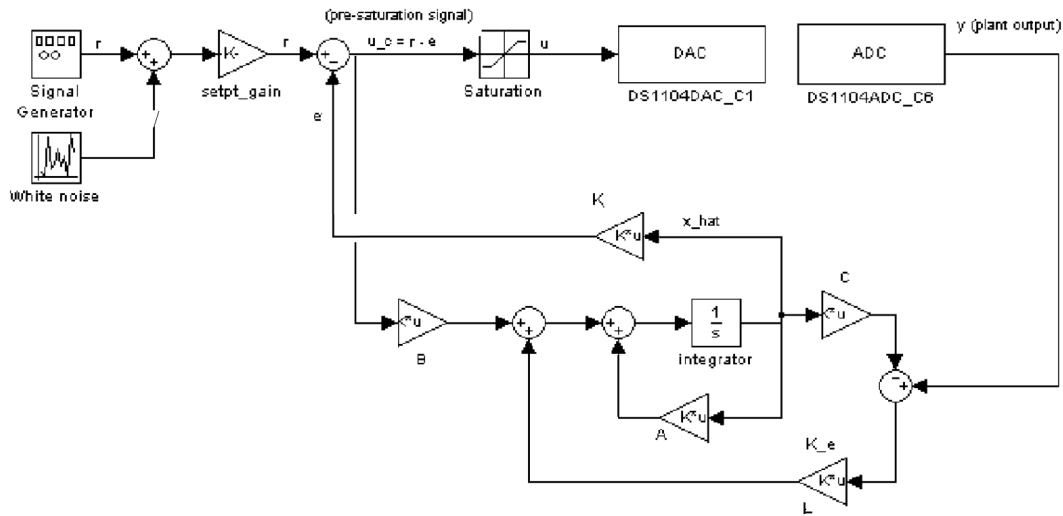 (pre-saturation signal)
y (plant output)
r
+
+
K-
r
+
-
u_c = r - e
u
DAC
ADC
Signal
Generator
setpt_gain
Saturation
DS1104DAC_C1
DS1104ADC_C6
e
White noise
K
K*u
x_hat
C
K*u
K*u
B
+
+
+
+
1
s
integrator
-
+
K*u
A
K_e
K*u
L